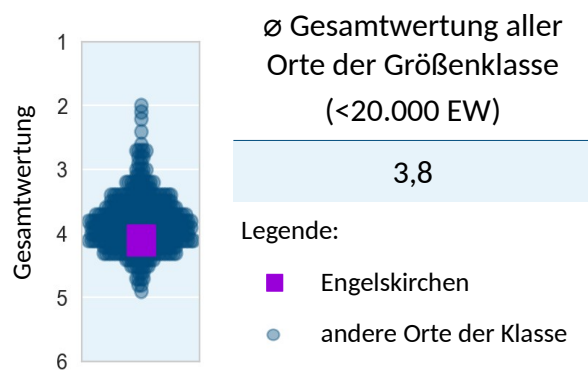 ⌀ Gesamtwertung aller
Orte der Größenklasse
(<20.000 EW)
3,8
Legende:
Engelskirchen
andere Orte der Klasse
Gesamtwertung
1
2
3
4
5
6